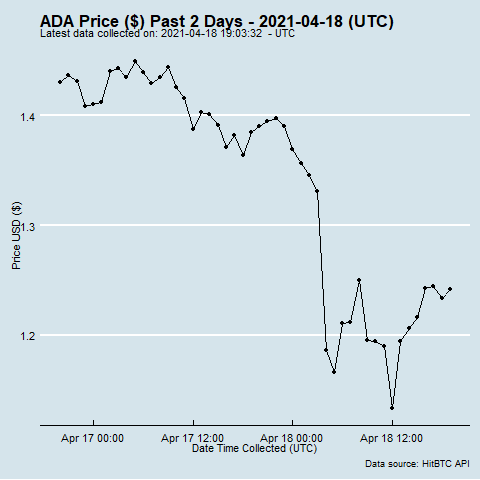 ADA Price ($) Past 2 Days - 2021-04-18 (UTC)
Latest data collected on: 2021-04-18 19:03:32 - UTC
1.4
1.3
1.2
Price USD ($)
Apr 17 00:00 Apr 17 12:00 Apr 18 00:00 Apr 18 12:00
Date Time Collected (UTC)
Data source: HitBTC API